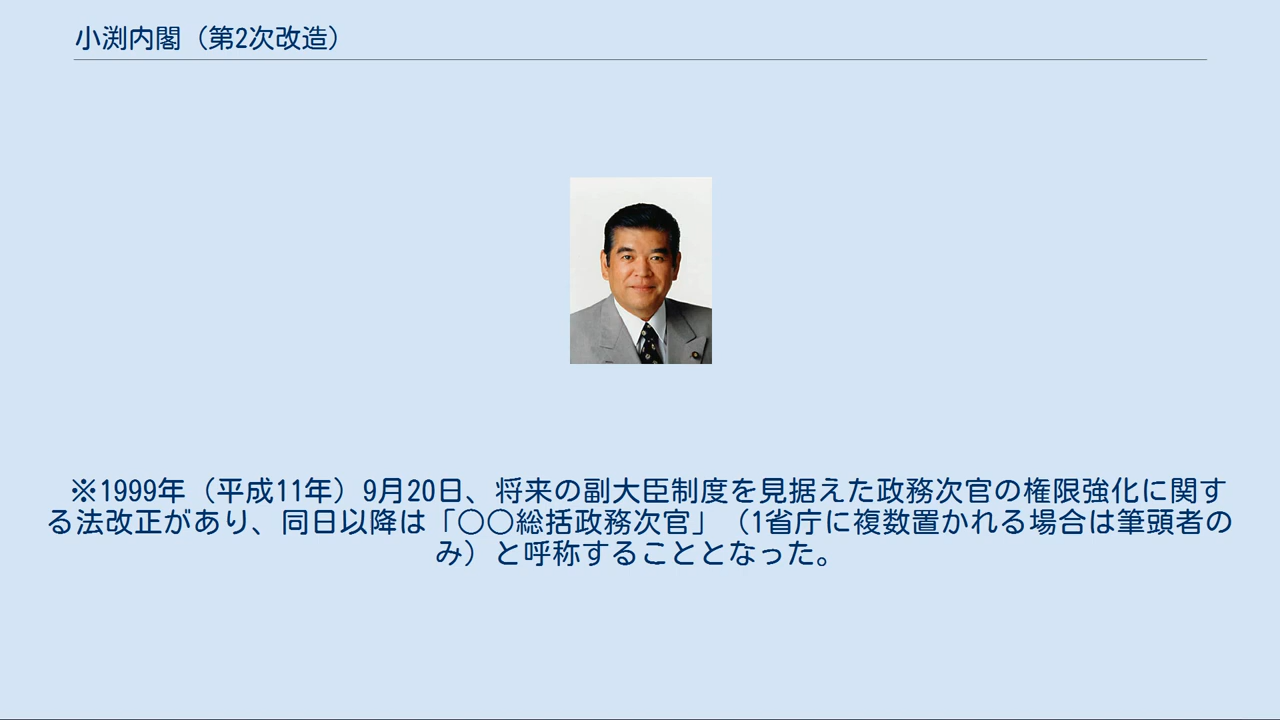 小渕内閣（第2次改造）
※1999年（平成11年）9月20日、将来の副大臣制度を見据えた政務次官の権限強化に関す
る法改正があり、同日以降は「○○総括政務次官」（1省庁に複数置かれる場合は筆頭者の
み）と呼称することとなった。